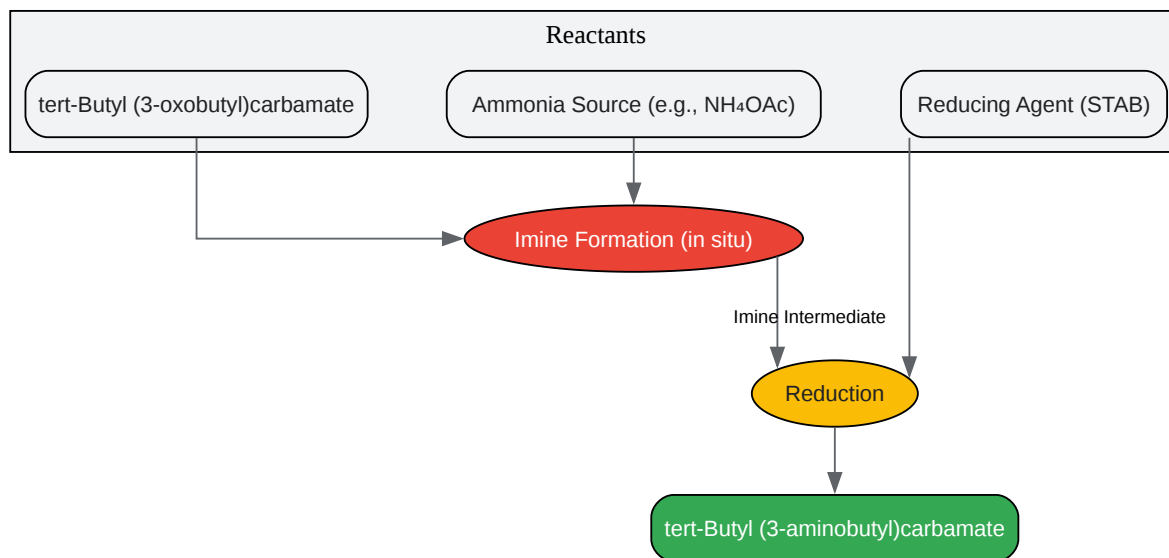 Reactants
tert-Butyl (3-oxobutyl)carbamate
Ammonia Source (e.g., NH₄OAc)
Reducing Agent (STAB)
Imine Formation (in situ)
Imine Intermediate
Reduction
tert-Butyl (3-aminobutyl)carbamate